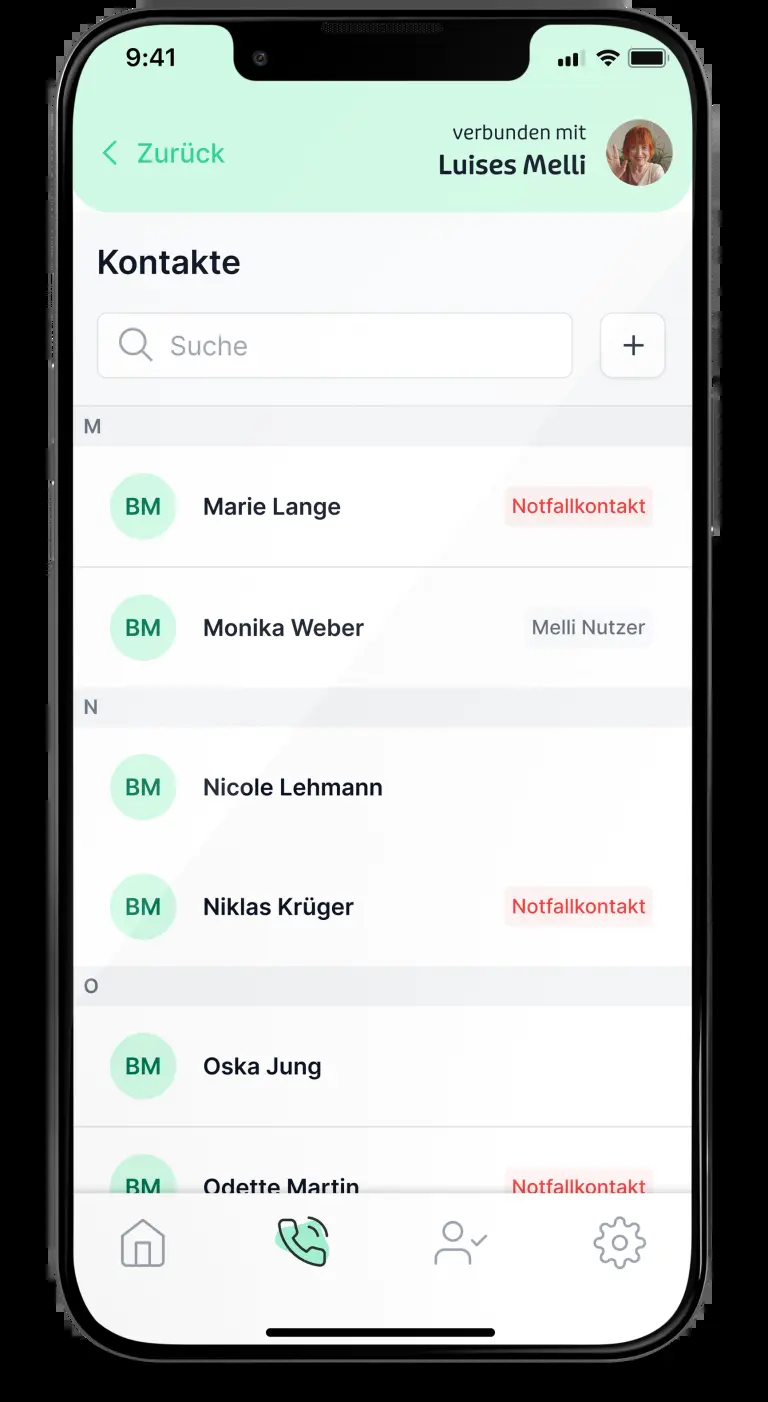 9:41
Zurück
verbunden mit
Luises Melli
Kontakte
Suche
+
M
BM Marie Lange Notfallkontakt
BM Monika Weber Melli Nutzer
N
BM Nicole Lehmann
BM Niklas Krüger Notfallkontakt
O
BM Oska Jung
BM Odette Martin Notfallkontakt